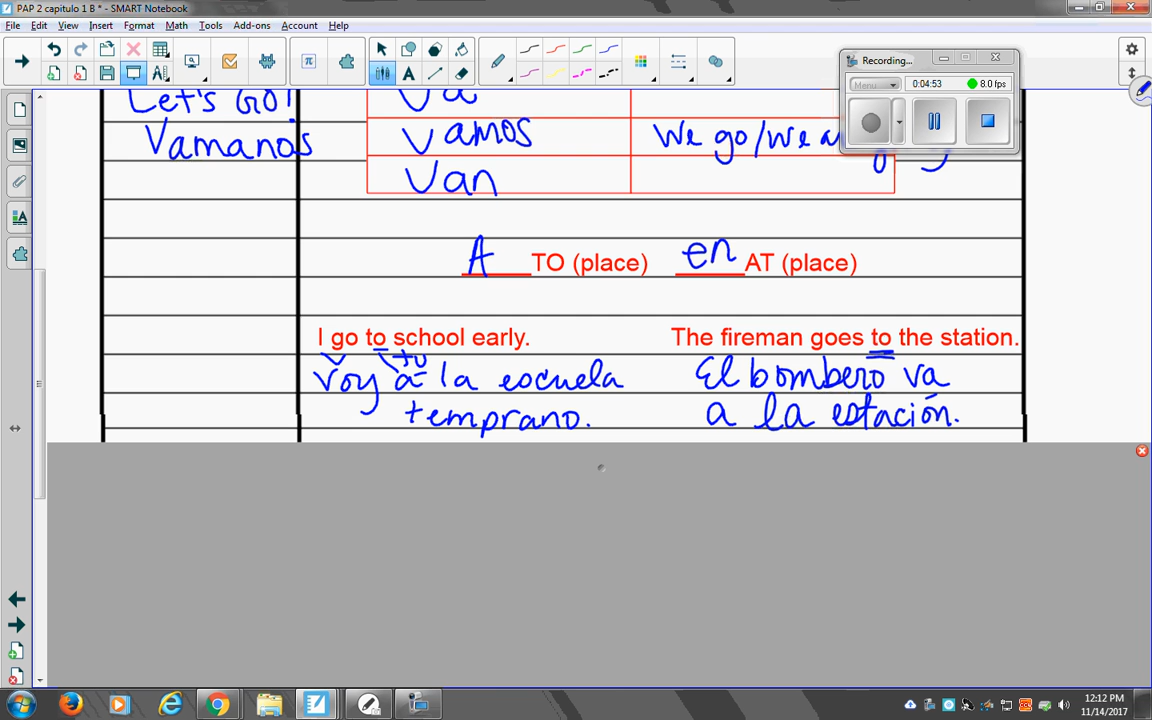 PAP 2 capitulo 1 B * - SMART Notebook
File Edit View Insert Format Math Tools Add-ons Account Help
Recording...
Menu 0:04:53 8.0 fps
Let's Go! Va
Vamanos Vamos We go/we
Van
A TO (place) en AT (place)
I go to school early. The fireman goes to the station.
to
Voy a la escuela El bombero va
temprano. a la estación.
12:12 PM
11/14/2017